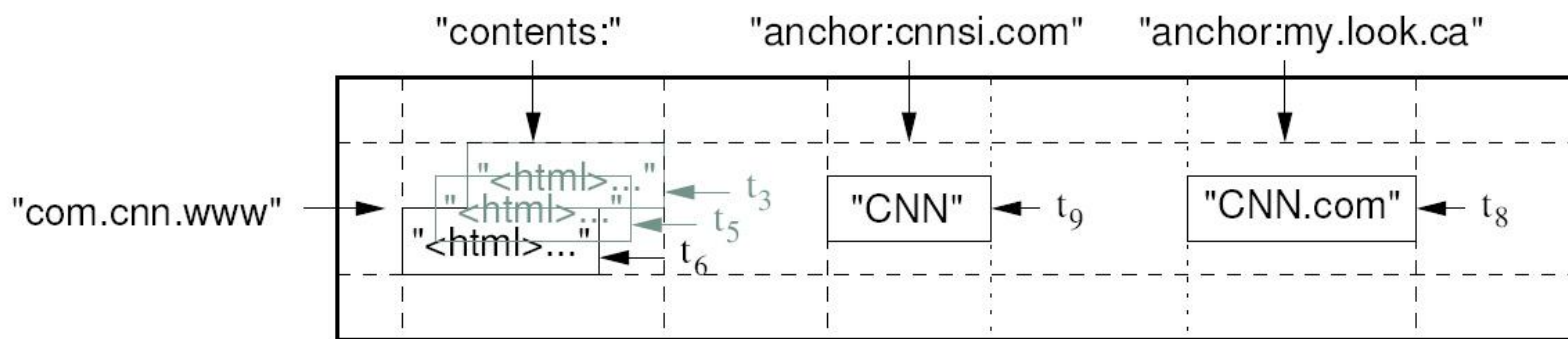 "contents:" "anchor:cnnsi.com" "anchor:my.look.ca"
"<html>..." t3
"com.cnn.www" "<html>..." t5 "CNN" t9 "CNN.com" t8
"<html>..." t6